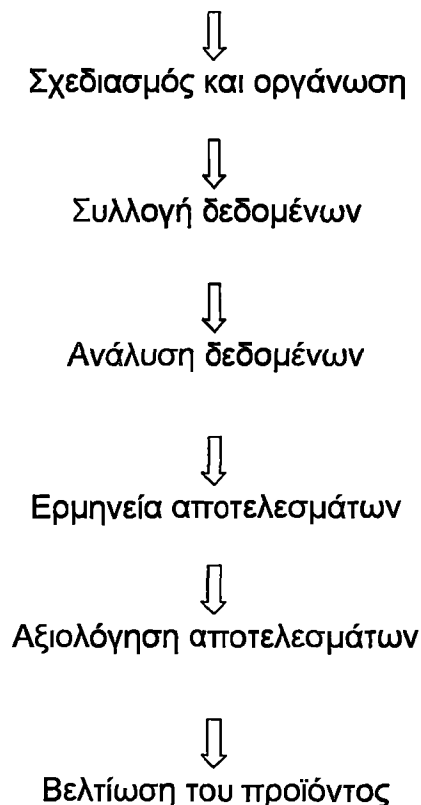 Σχεδιασμός και οργάνωση
Συλλογή δεδομένων
Ανάλυση δεδομένων
Ερμηνεία αποτελεσμάτων
Αξιολόγηση αποτελεσμάτων
Βελτίωση του προϊόντος